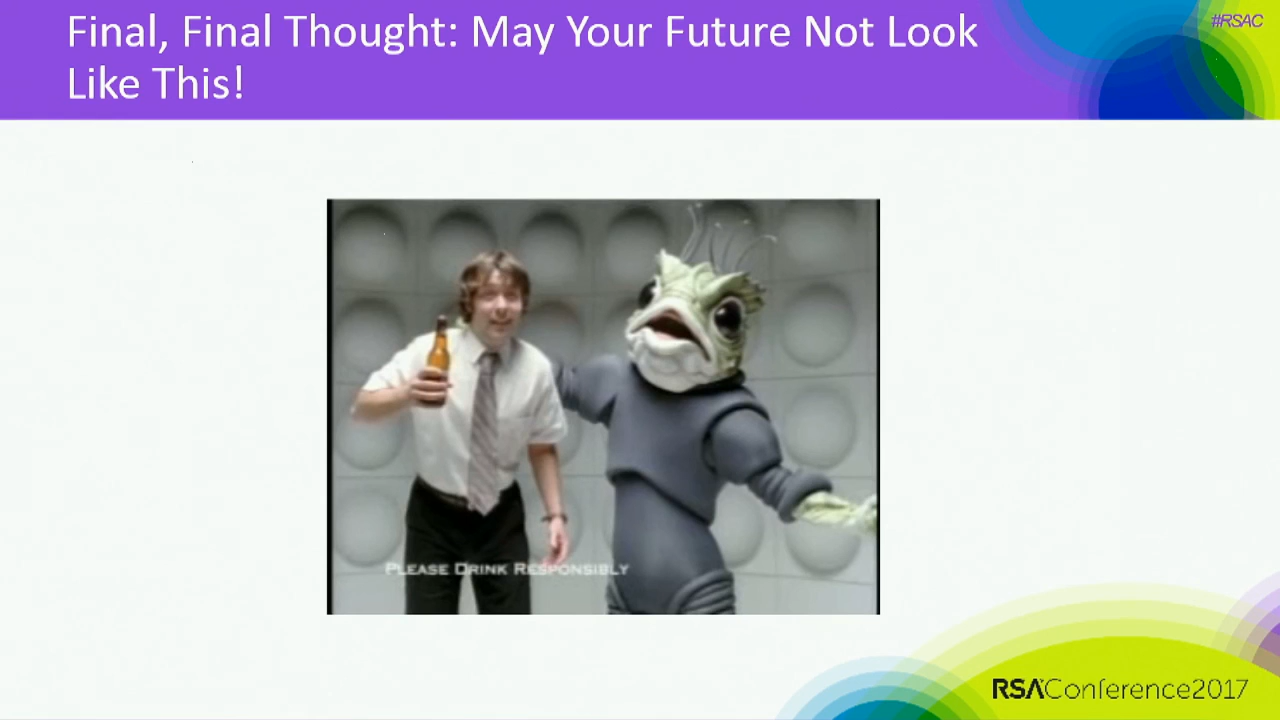 Final, Final Thought: May Your Future Not Look
Like This!
#RSAC
PLEASE DRINK RESPONSIBLY
RSAConference2017